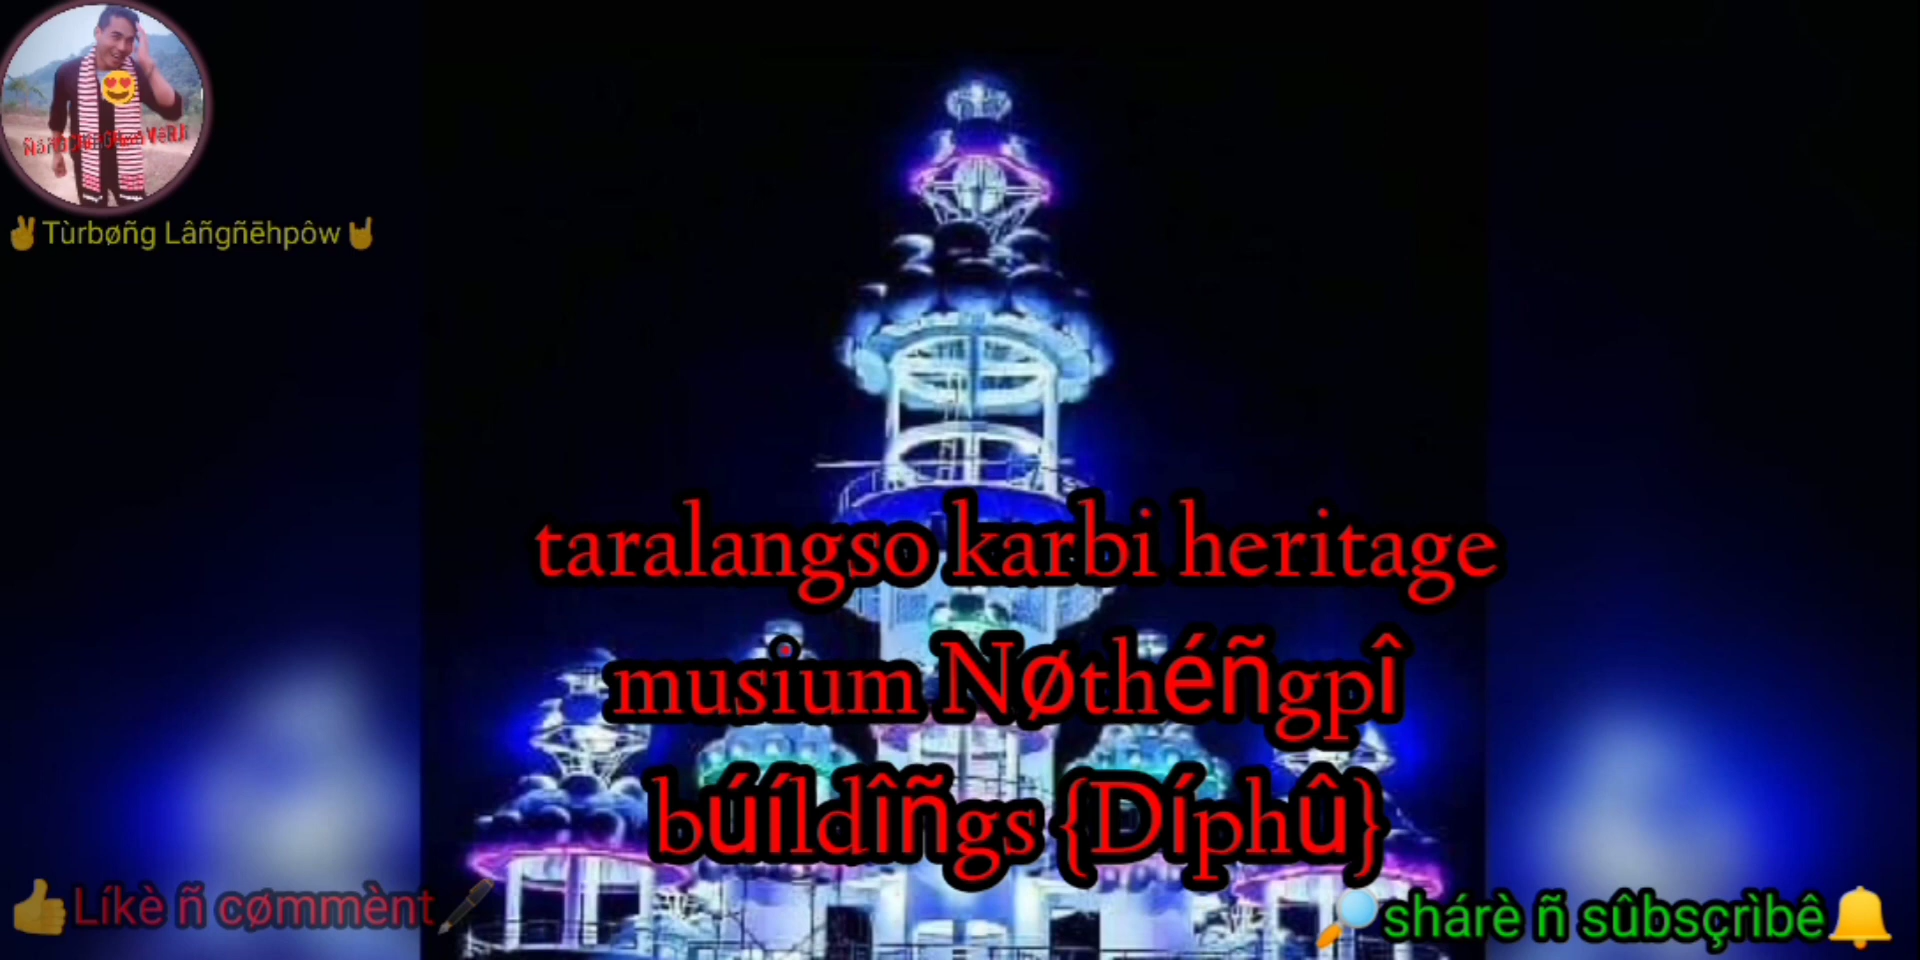 ✌Tùrbøñg Lâñgñēhpôw🤘
taralangso karbi heritage
musium Nøthéñgpî
búíldîñgs {Díphû}
👍Líkè ñ cømmènt🖊
🔎shárè ñ sûbsçrìbê🔔